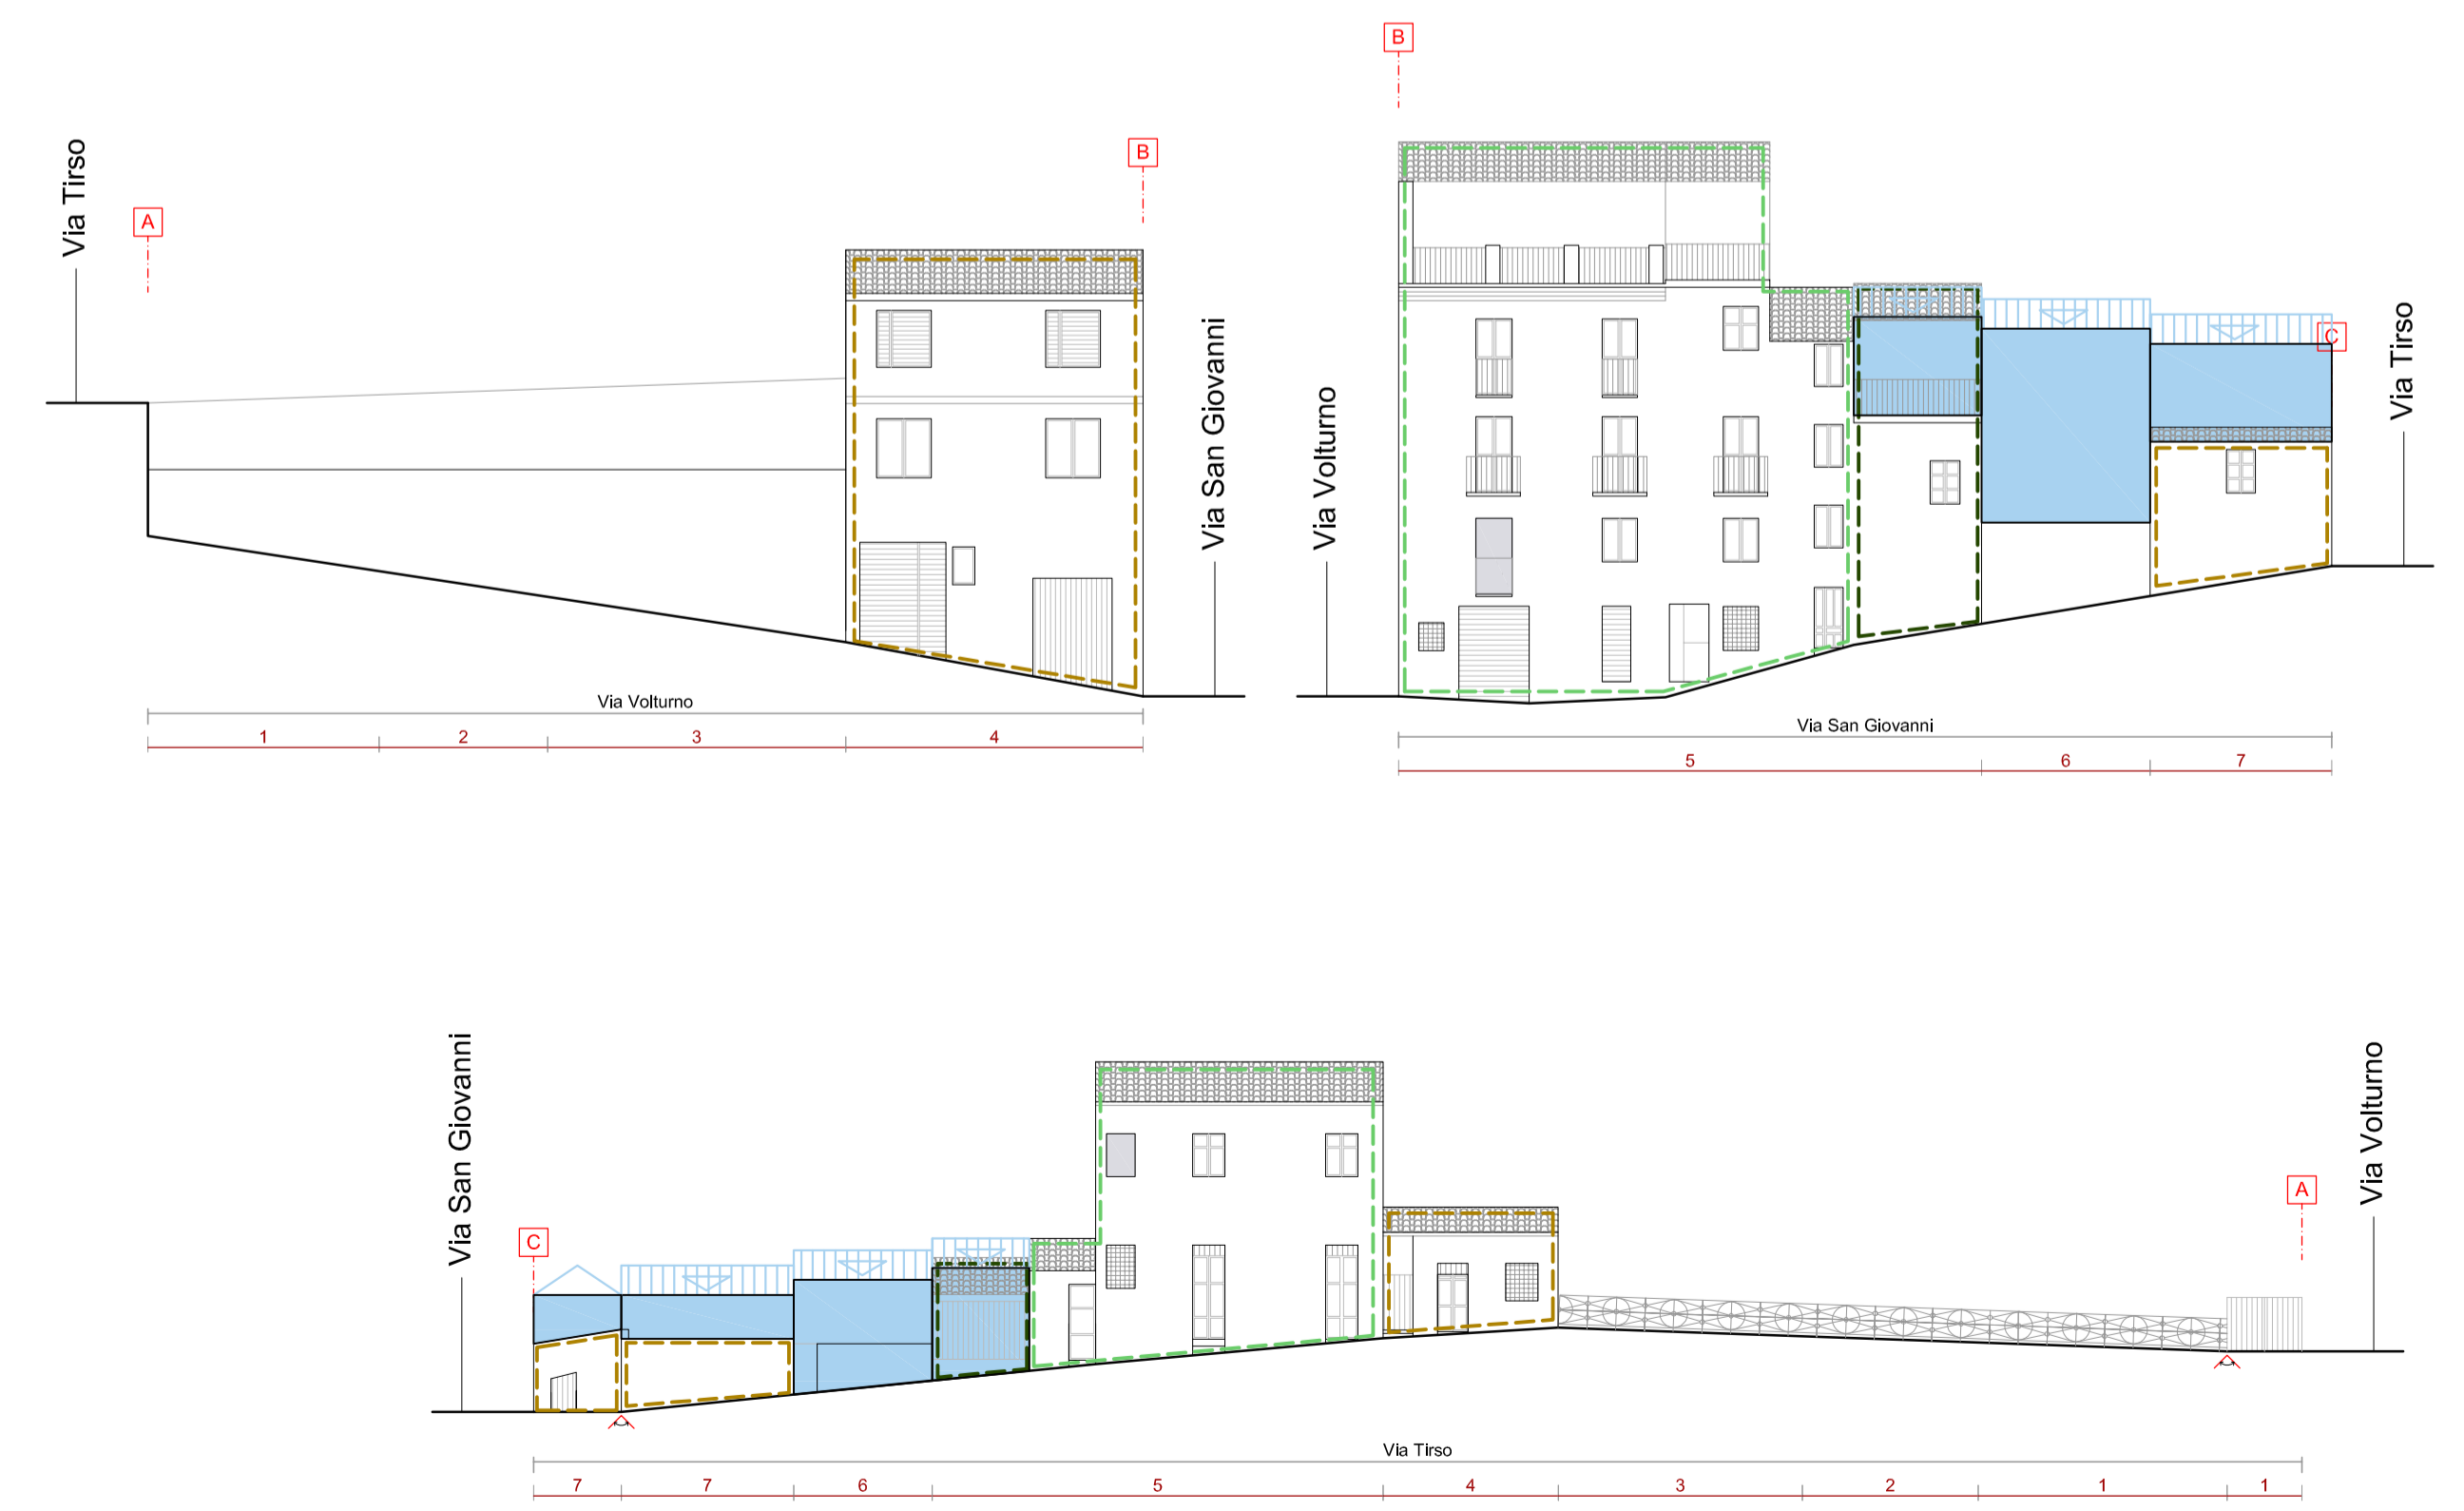 B
Via Tirso
A
B
Via San Giovanni
Via Volturno
C
Via Tirso
Via Volturno
1 2 3 4
Via San Giovanni
5 6 7
Via San Giovanni
C
A
Via Volturno
Via Tirso
7 7 6 5 4 3 2 1 1